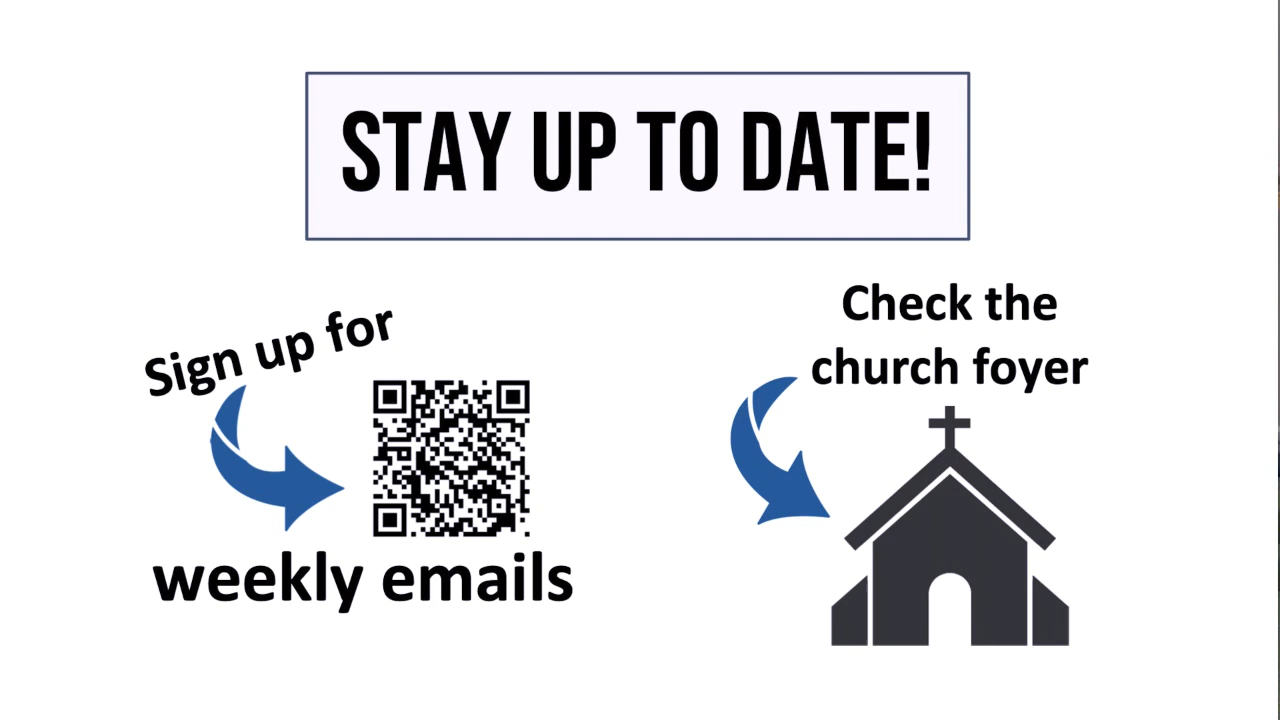 STAY UP TO DATE!
Sign up for
weekly emails
Check the
church foyer